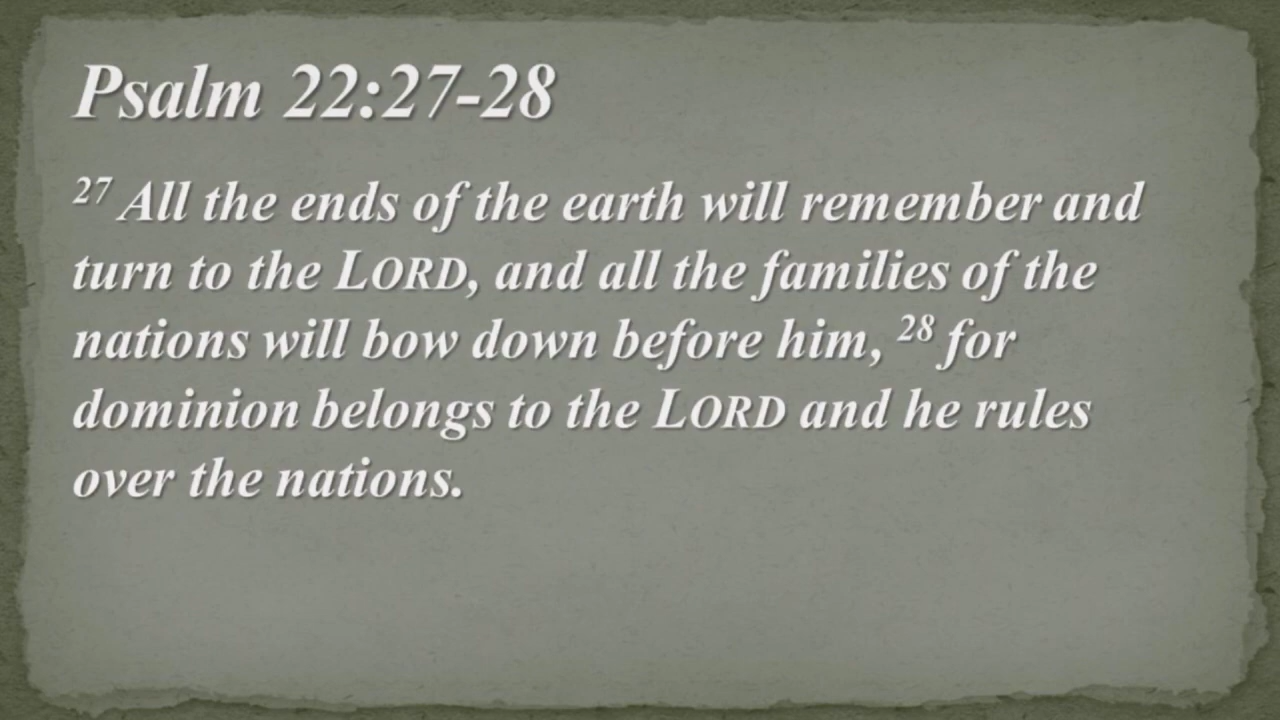 Psalm 22:27-28
27 All the ends of the earth will remember and
turn to the LORD, and all the families of the
nations will bow down before him, 28 for
dominion belongs to the LORD and he rules
over the nations.